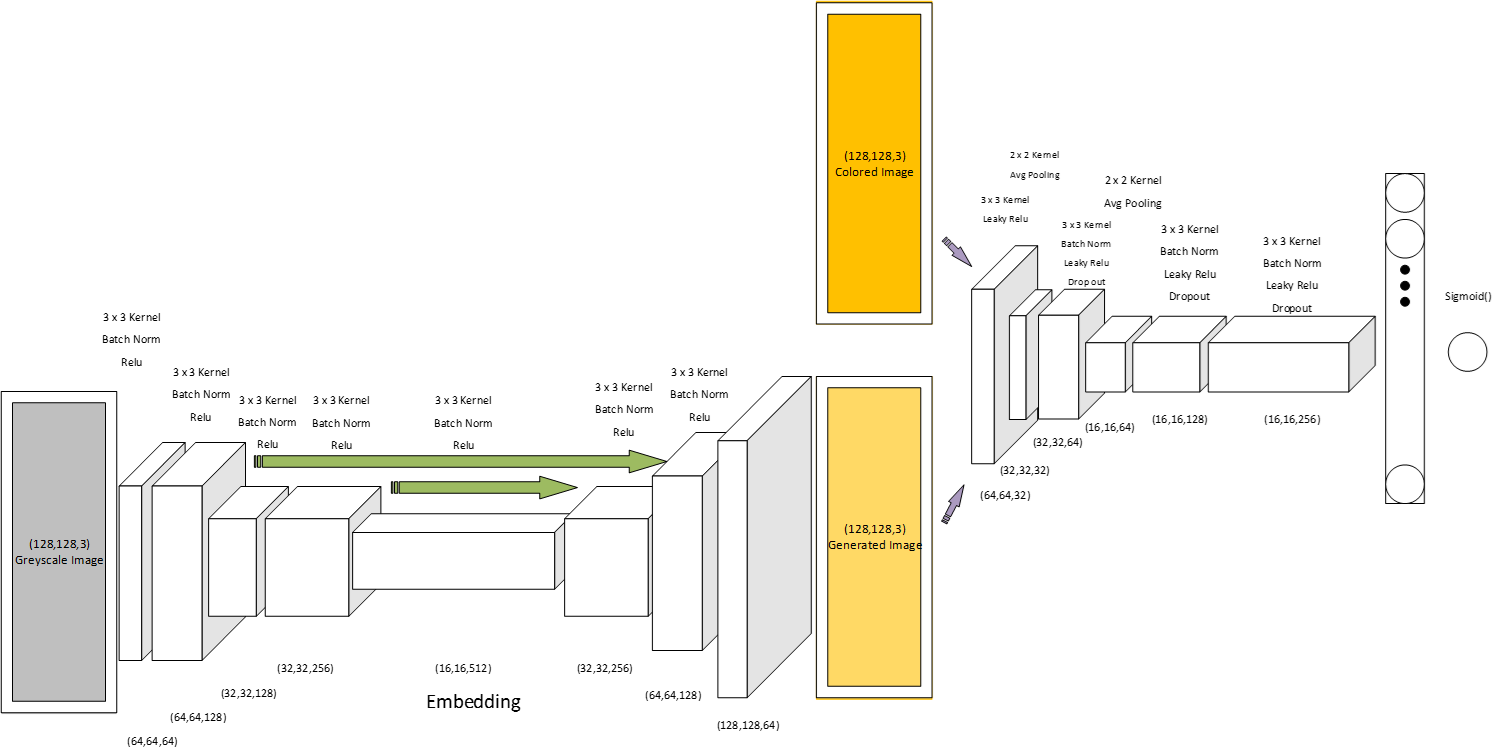 (128,128,3)
Colored Image
2 x 2 Kernel
Avg Pooling
3 x 3 Kernel
Leaky Relu
2 x 2 Kernel
Avg Pooling
3 x 3 Kernel
Batch Norm
Leaky Relu
Dropout
3 x 3 Kernel
Batch Norm
Leaky Relu
Dropout
3 x 3 Kernel
Batch Norm
Leaky Relu
Dropout
Sigmoid()
(64,64,32)
(32,32,32)
(32,32,64)
(16,16,64)
(16,16,128)
(16,16,256)
3 x 3 Kernel
Batch Norm
Relu
3 x 3 Kernel
Batch Norm
Relu
3 x 3 Kernel
Batch Norm
Relu
3 x 3 Kernel
Batch Norm
Relu
3 x 3 Kernel
Batch Norm
Relu
3 x 3 Kernel
Batch Norm
Relu
3 x 3 Kernel
Batch Norm
Relu
(128,128,3)
Greyscale Image
(128,128,3)
Generated Image
(64,64,64)
(64,64,128)
(32,32,128)
(32,32,256)
(16,16,512)
Embedding
(32,32,256)
(64,64,128)
(128,128,64)